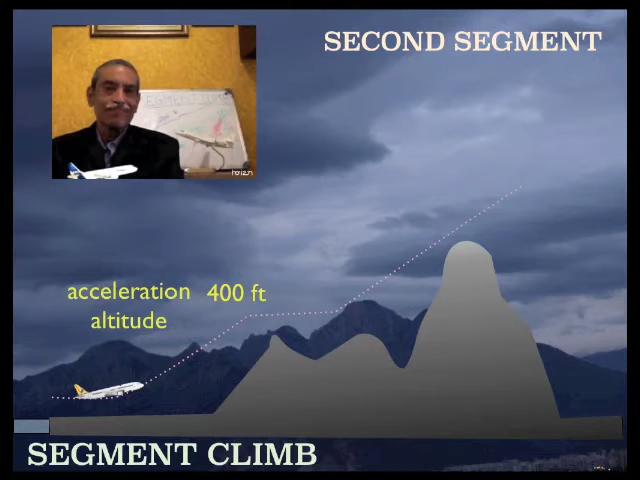 SECOND SEGMENT
acceleration 400 ft
altitude
SEGMENT CLIMB